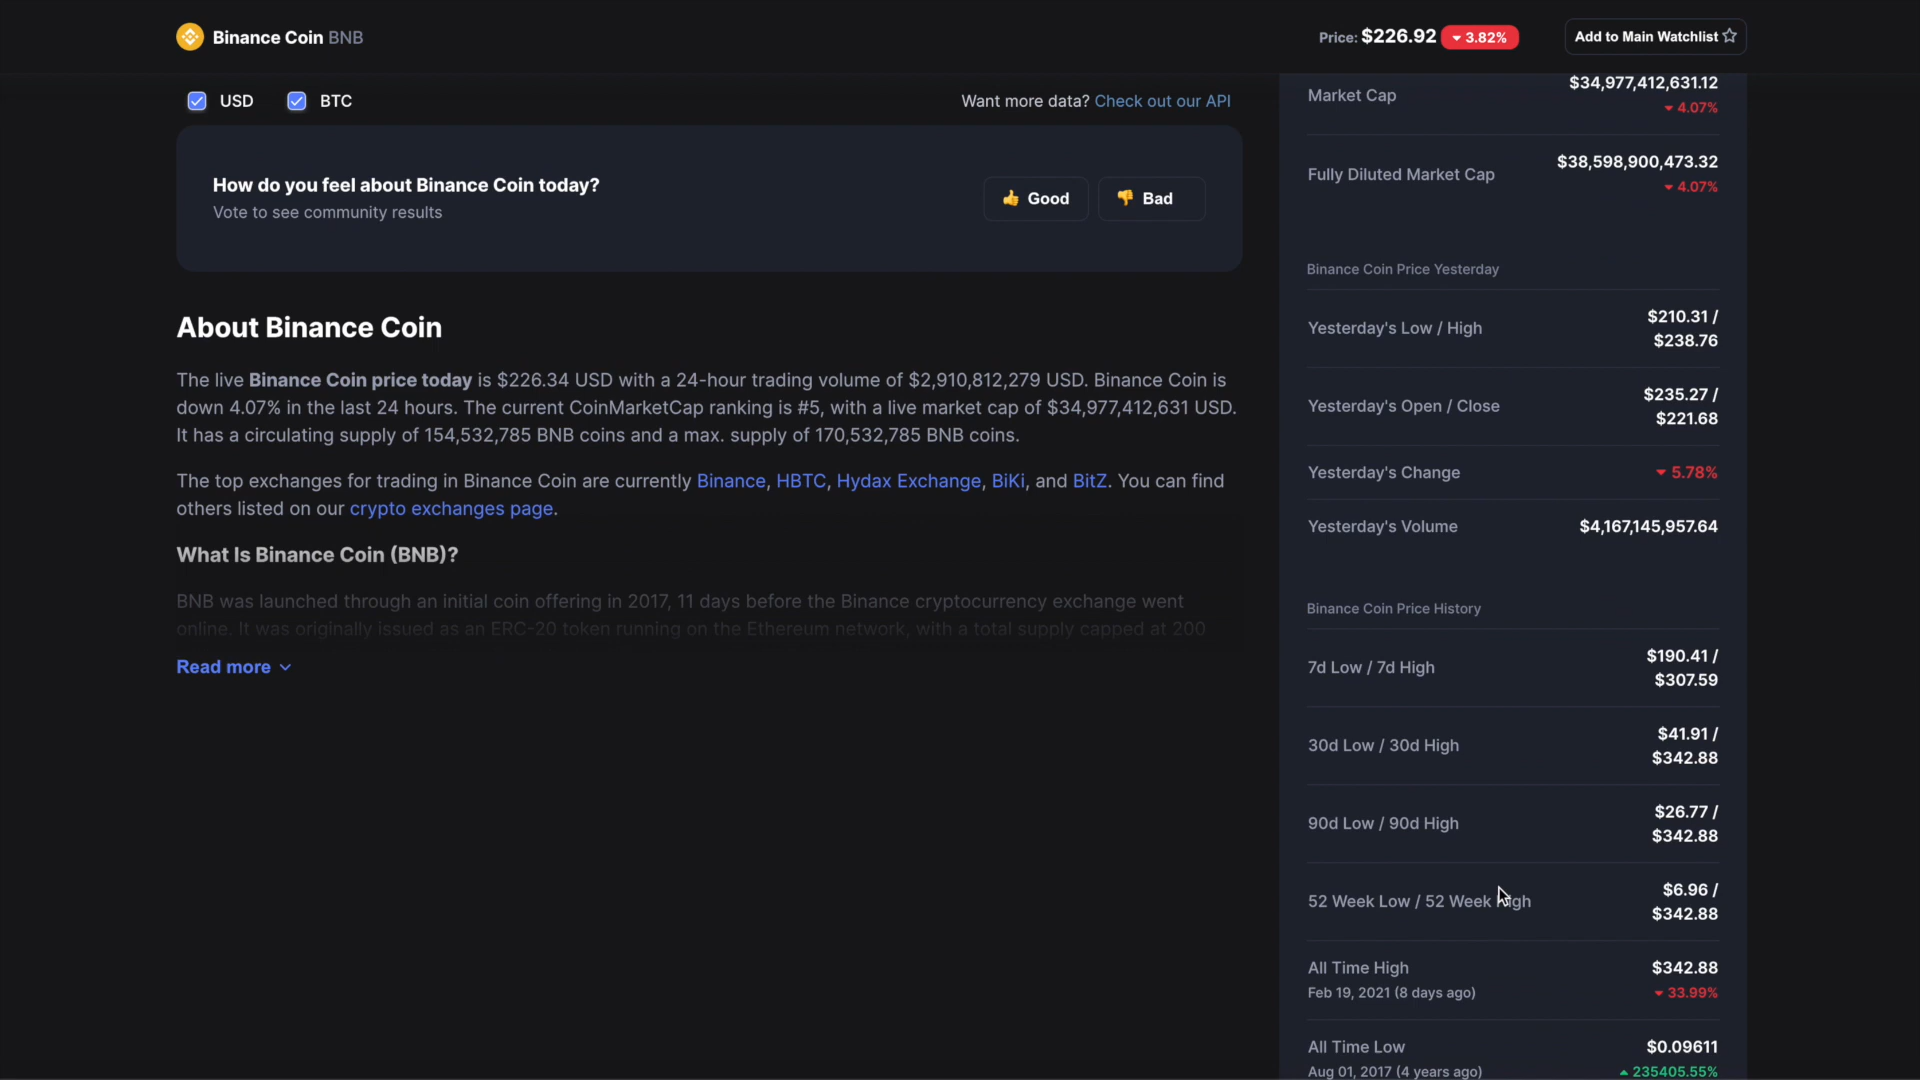 Binance Coin BNB
Price: $226.92 3.82%
Add to Main Watchlist
USD BTC
Want more data? Check out our API
How do you feel about Binance Coin today?
Vote to see community results
Good
Bad
About Binance Coin
The live Binance Coin price today is $226.34 USD with a 24-hour trading volume of $2,910,812,279 USD. Binance Coin is
down 4.07% in the last 24 hours. The current CoinMarketCap ranking is #5, with a live market cap of $34,977,412,631 USD.
It has a circulating supply of 154,532,785 BNB coins and a max. supply of 170,532,785 BNB coins.
The top exchanges for trading in Binance Coin are currently Binance, HBTC, Hydax Exchange, BiKi, and BitZ. You can find
others listed on our crypto exchanges page.
What Is Binance Coin (BNB)?
BNB was launched through an initial coin offering in 2017, 11 days before the Binance cryptocurrency exchange went
online. It was originally issued as an ERC-20 token running on the Ethereum network, with a total supply capped at 200
Read more
Market Cap
$34,977,412,631.12
4.07%
Fully Diluted Market Cap
$38,598,900,473.32
4.07%
Binance Coin Price Yesterday
Yesterday's Low / High
$210.31 /
$238.76
Yesterday's Open / Close
$235.27 /
$221.68
Yesterday's Change
5.78%
Yesterday's Volume
$4,167,145,957.64
Binance Coin Price History
7d Low / 7d High
$190.41 /
$307.59
30d Low / 30d High
$41.91 /
$342.88
90d Low / 90d High
$26.77 /
$342.88
52 Week Low / 52 Week High
$6.96 /
$342.88
All Time High
$342.88
Feb 19, 2021 (8 days ago)
33.99%
All Time Low
$0.09611
Aug 01, 2017 (4 years ago)
235405.55%